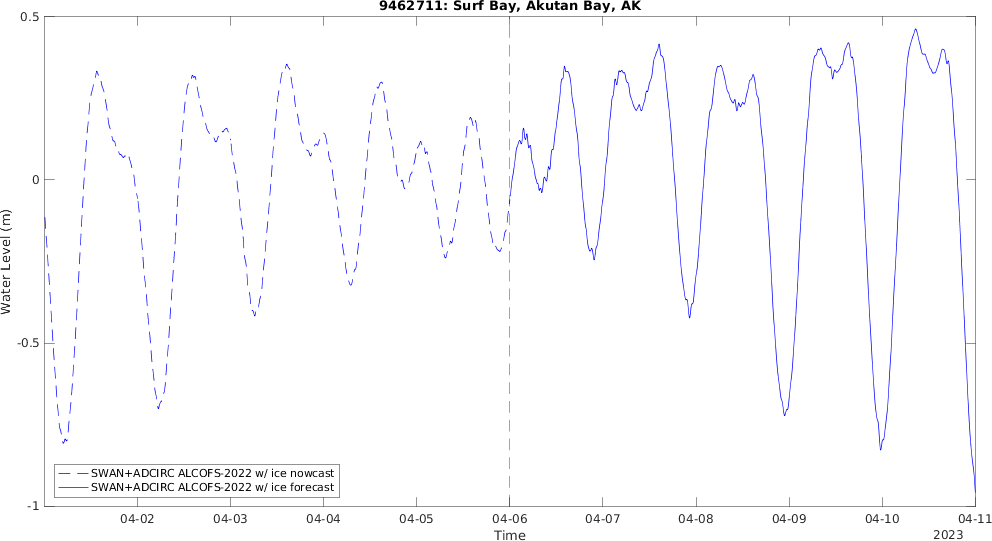 9462711: Surf Bay, Akutan Bay, AK
0.5
0
-0.5
-1
Water Level (m)
SWAN+ADCIRC ALCOFS-2022 w/ ice nowcast
SWAN+ADCIRC ALCOFS-2022 w/ ice forecast
04-02 04-03 04-04 04-05 04-06 04-07 04-08 04-09 04-10 04-11
Time
2023